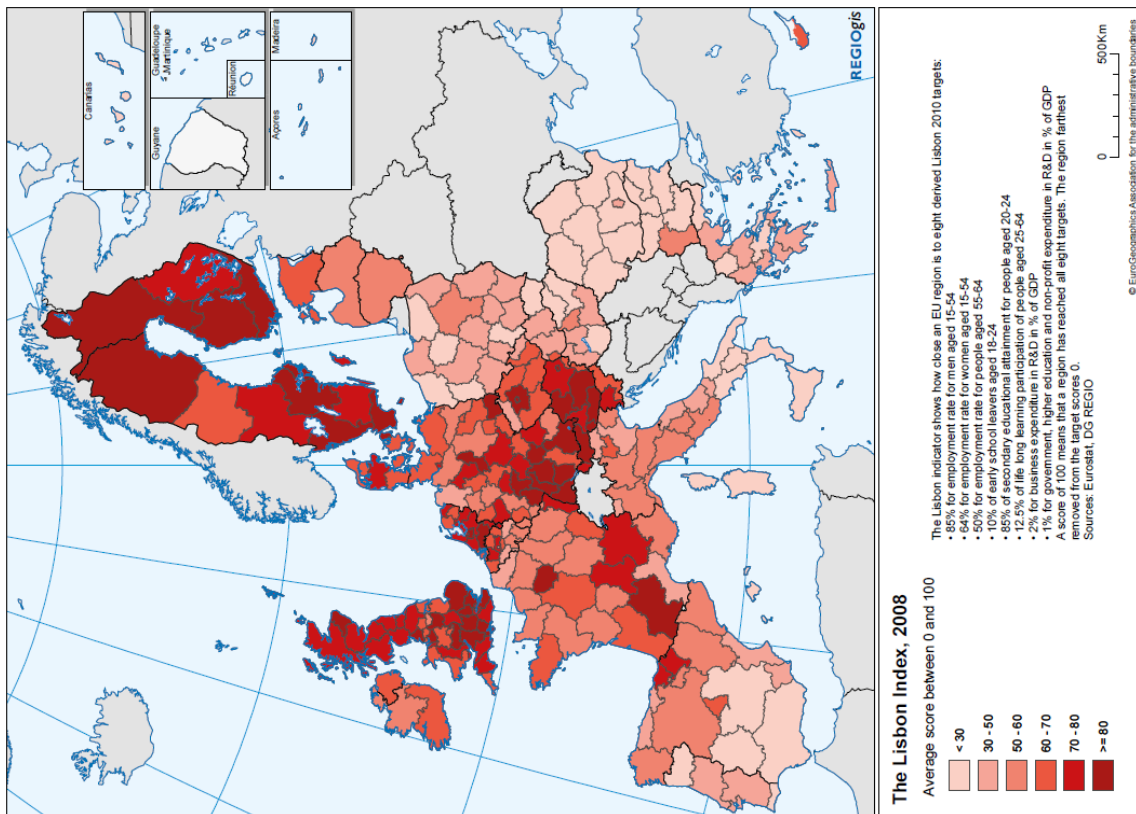 Canarias
Guyane
Guadeloupe
Martinique
Réunion
Açores
Madeira
REGIOgis
The Lisbon Index, 2008
Average score between 0 and 100
< 30
30 - 50
50 - 60
60 - 70
70 - 80
>= 80
The Lisbon indicator shows how close an EU region is to eight derived Lisbon 2010 targets:
• 85% for employment rate for men aged 15-54
• 64% for employment rate for women aged 15-54
• 50% for employment rate for people aged 55-64
• 10% of early school leavers aged 18-24
• 85% of secondary educational attainment for people aged 20-24
• 12.5% of life long learning participation of people aged 25-64
• 2% for business expenditure in R&D in % of GDP
• 1% for government, higher education and non-profit expenditure in R&D in % of GDP
A score of 100 means that a region has reached all eight targets. The region farthest
removed from the target scores 0.
Sources: Eurostat, DG REGIO
0 500Km
© EuroGeographics Association for the administrative boundaries